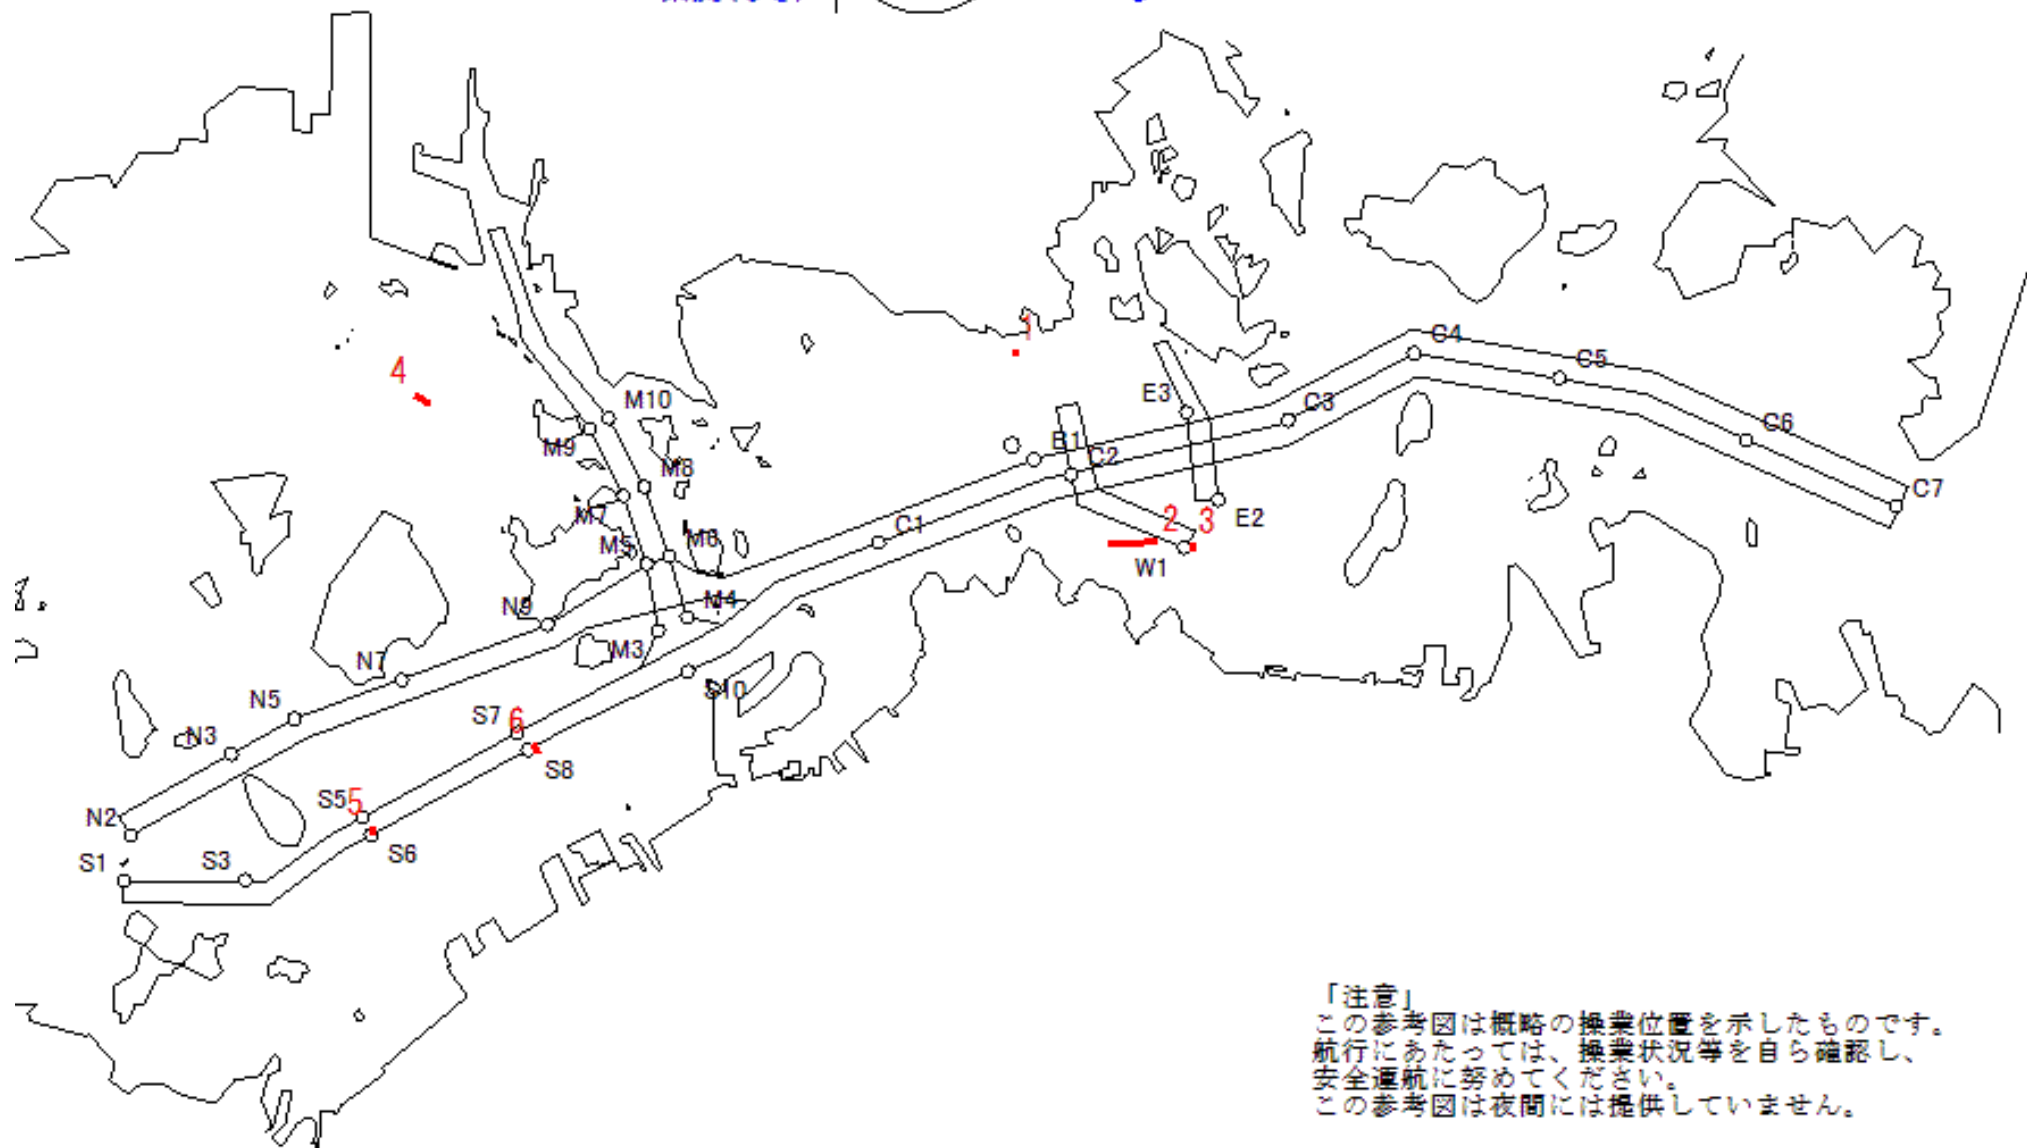 1
C4
C5
4
E3
M10
C3
C6
B1
M9
C2
M8
C7
M7
2
3
E2
C1
M5
M6
W1
N9
M4
M3
N7
S10
N5
S7
6
N3
S8
S5
5
N2
S6
S1
S3
「注意」
この参考図は概略の操業位置を示したものです。
航行にあたっては、操業状況等を自ら確認し、
安全運航に努めてください。
この参考図は夜間には提供していません。